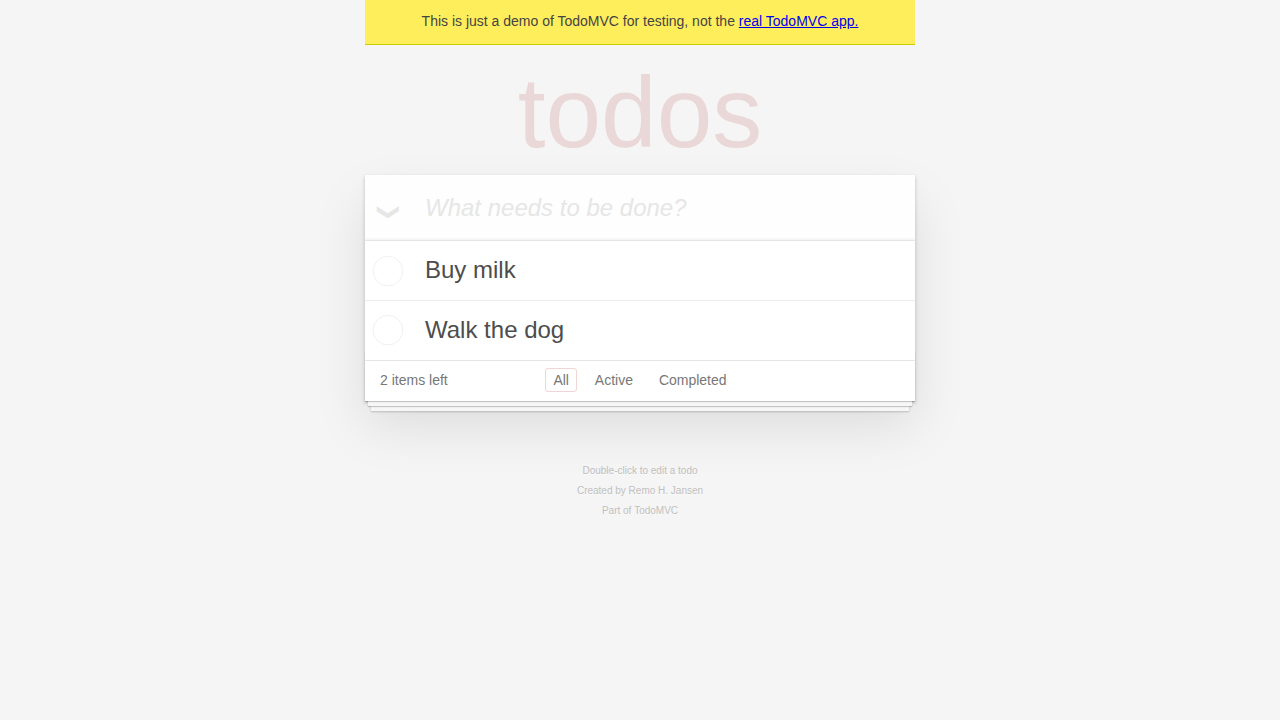 This is just a demo of TodoMVC for testing, not the real TodoMVC app.
todos
What needs to be done?
Buy milk
Walk the dog
2 items left All Active Completed
Double-click to edit a todo
Created by Remo H. Jansen
Part of TodoMVC